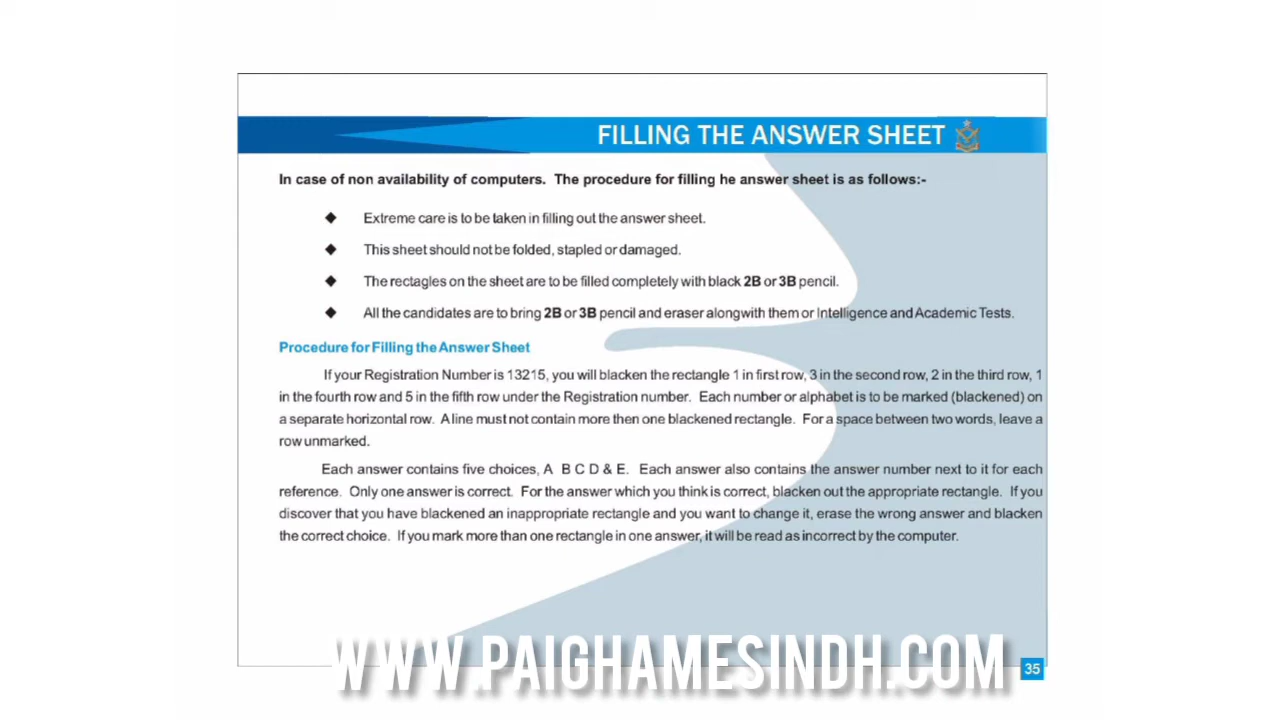 FILLING THE ANSWER SHEET
In case of non availability of computers. The procedure for filling he answer sheet is as follows:-
◆ Extreme care is to be taken in filling out the answer sheet.
◆ This sheet should not be folded, stapled or damaged.
◆ The rectagles on the sheet are to be filled completely with black 2B or 3B pencil.
◆ All the candidates are to bring 2B or 3B pencil and eraser alongwith them or Intelligence and Academic Tests.
Procedure for Filling the Answer Sheet
If your Registration Number is 13215, you will blacken the rectangle 1 in first row, 3 in the second row, 2 in the third row, 1
in the fourth row and 5 in the fifth row under the Registration number. Each number or alphabet is to be marked (blackened) on
a separate horizontal row. A line must not contain more then one blackened rectangle. For a space between two words, leave a
row unmarked.
Each answer contains five choices, A B C D & E. Each answer also contains the answer number next to it for each
reference. Only one answer is correct. For the answer which you think is correct, blacken out the appropriate rectangle. If you
discover that you have blackened an inappropriate rectangle and you want to change it, erase the wrong answer and blacken
the correct choice. If you mark more than one rectangle in one answer, it will be read as incorrect by the computer.
WWW.PAIGHAMESINDH.COM
35